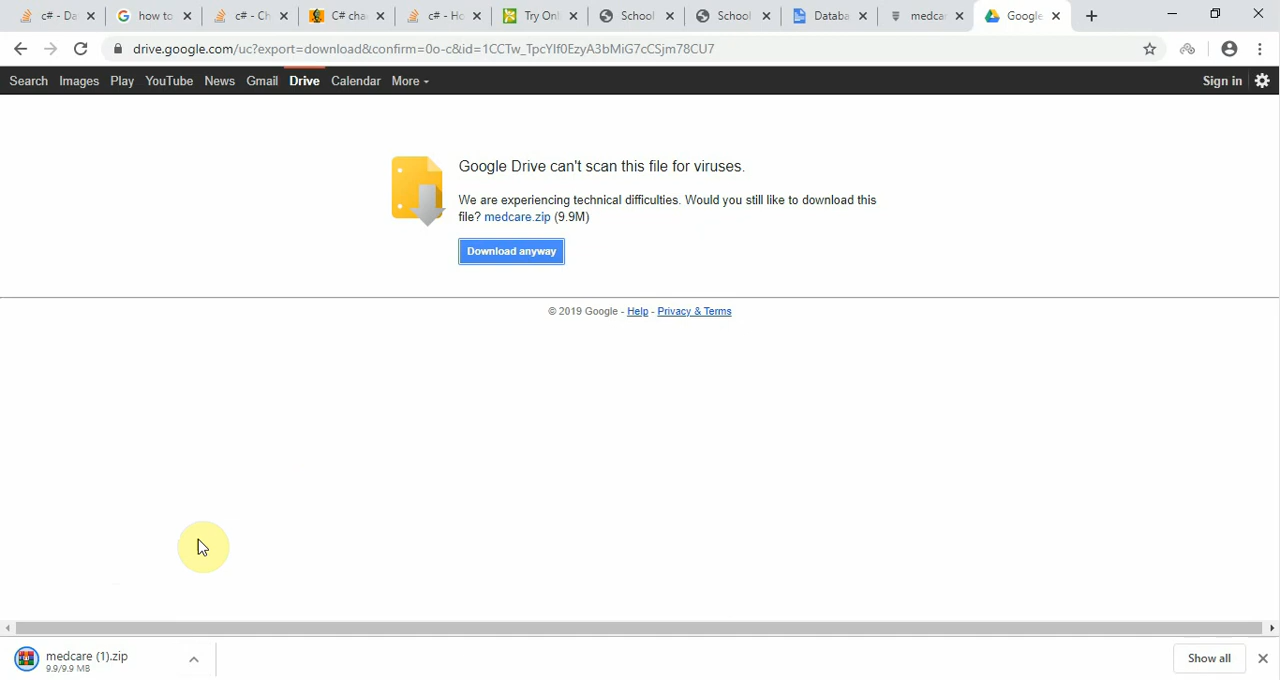 c# - Da
how to
c# - Ch
C# cha
c# - Ho
Try Onl
School
School
Databa
medcar
Google
drive.google.com/uc?export=download&confirm=0o-c&id=1CCTw_TpcYIf0EzyA3bMiG7cCSjm78CU7
Search Images Play YouTube News Gmail Drive Calendar More
Sign in
Google Drive can't scan this file for viruses.
We are experiencing technical difficulties. Would you still like to download this
file? medcare.zip (9.9M)
Download anyway
© 2019 Google - Help - Privacy & Terms
medcare (1).zip
9.9/9.9 MB
Show all